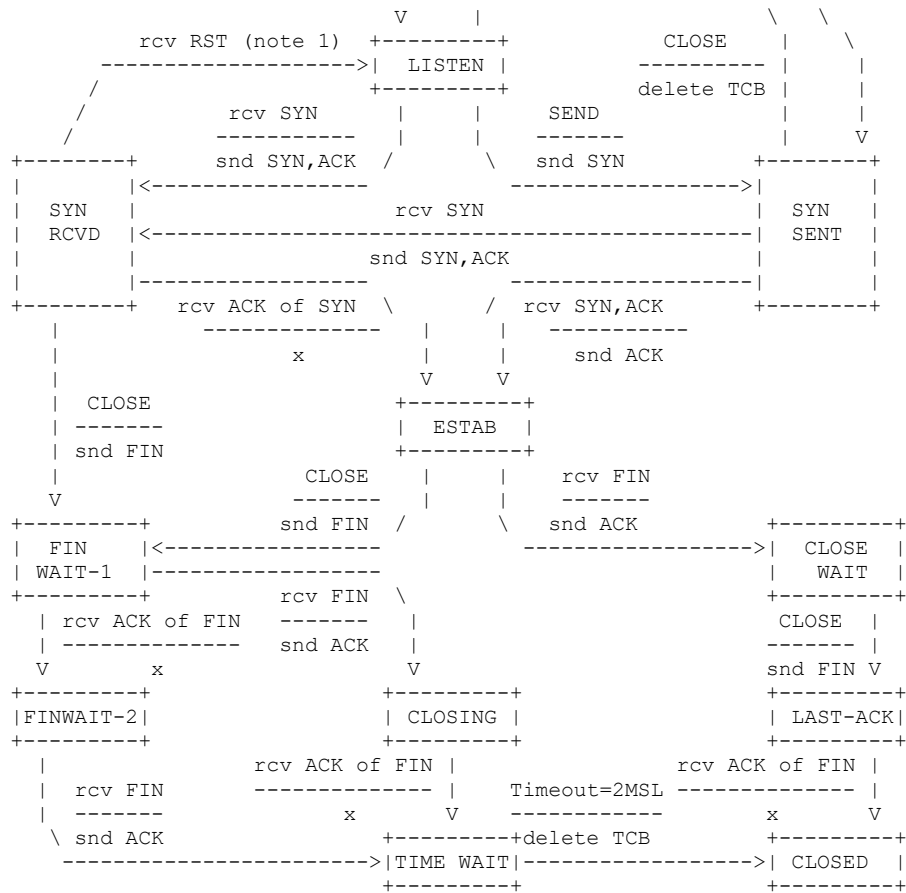 rcv RST (note 1) CLOSE
LISTEN ----------
delete TCB
rcv SYN SEND
----------- -------
snd SYN,ACK snd SYN
SYN rcv SYN SYN
RCVD SENT
snd SYN,ACK
rcv ACK of SYN rcv SYN,ACK
-------------- -----------
x snd ACK
CLOSE
------- ESTAB
snd FIN
CLOSE rcv FIN
------- -------
snd FIN snd ACK
FIN CLOSE
WAIT-1 WAIT
rcv FIN
rcv ACK of FIN ------- CLOSE
-------------- snd ACK -------
x snd FIN
FINWAIT-2 CLOSING LAST-ACK
rcv ACK of FIN rcv ACK of FIN
rcv FIN -------------- Timeout=2MSL --------------
------- x ------------ x
snd ACK delete TCB
TIME WAIT CLOSED